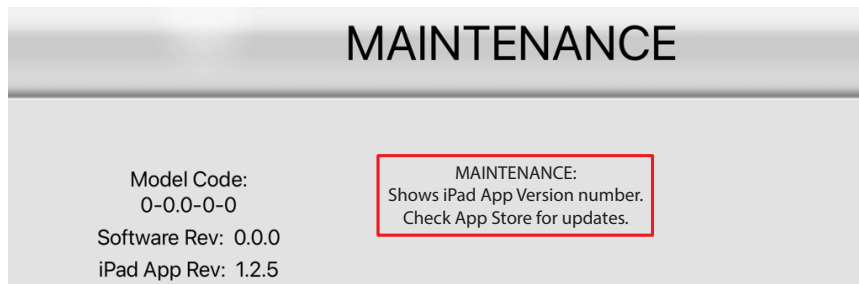 MAINTENANCE
Model Code:
0-0.0-0-0
Software Rev: 0.0.0
iPad App Rev: 1.2.5
MAINTENANCE:
Shows iPad App Version number.
Check App Store for updates.